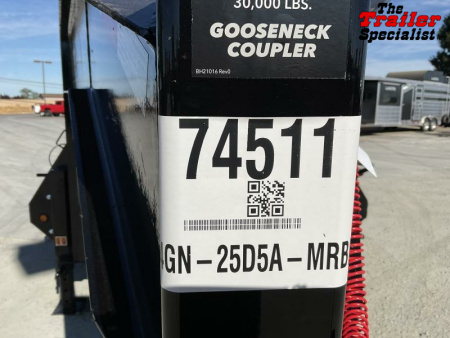 30,000 LBS.
GOOSENECK
COUPLER
BH21016 Rev0
The
Trailer
Specialist
74511
GN-25D5A-MRB